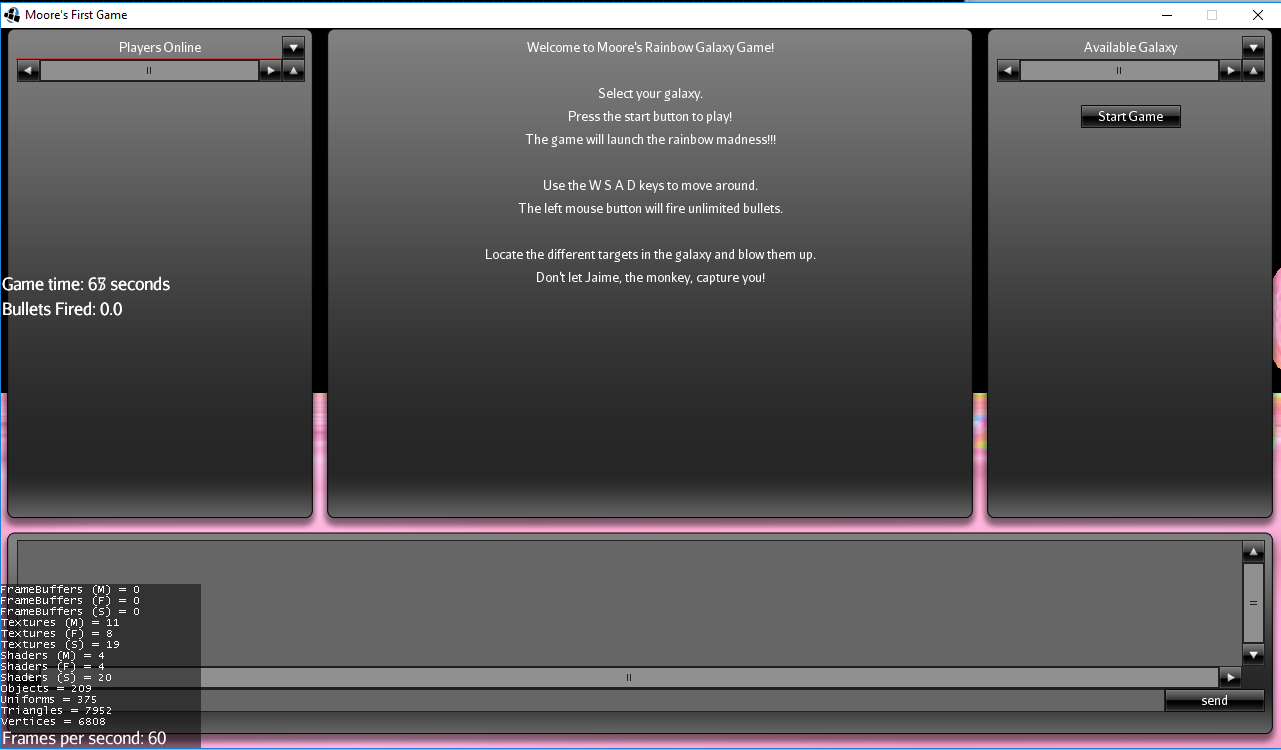 Moore's First Game
Players Online
Welcome to Moore's Rainbow Galaxy Game!
Select your galaxy.
Press the start button to play!
The game will launch the rainbow madness!!!
Use the W S A D keys to move around.
The left mouse button will fire unlimited bullets.
Locate the different targets in the galaxy and blow them up.
Don't let Jaime, the monkey, capture you!
Available Galaxy
Start Game
Game time: seconds
Bullets Fired: 0.0
FrameBuffers (M) = 0
FrameBuffers (F) = 0
FrameBuffers (S) = 0
Textures (M) = 11
Textures (F) = 8
Textures (S) = 19
Shaders (M) = 4
Shaders (F) = 4
Shaders (S) = 20
Objects = 209
Uniforms = 375
Triangles = 7952
Vertices = 6808
Frames per second: 60
send